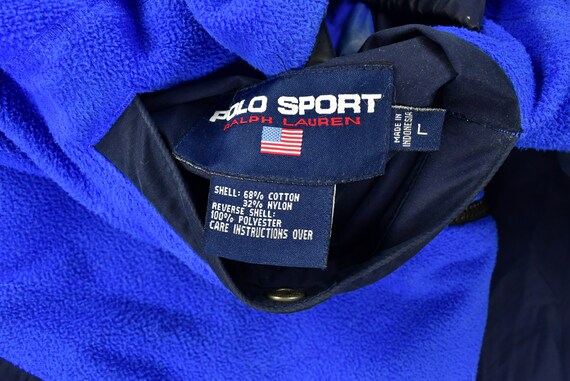 POLO SPORT
RALPH LAUREN
MADE IN
INDONESIA
L
SHELL: 68% COTTON
32% NYLON
REVERSE SHELL:
100% POLYESTER
CARE INSTRUCTIONS OVER